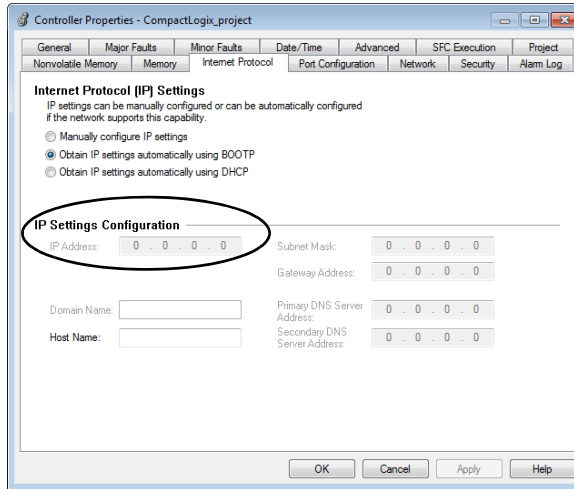 Controller Properties - CompactLogix_project
General Major Faults Minor Faults Date/Time Advanced SFC Execution Project
Nonvolatile Memory Memory Internet Protocol Port Configuration Network Security Alarm Log
Internet Protocol (IP) Settings
IP settings can be manually configured or can be automatically configured
if the network supports this capability.
Manually configure IP settings
Obtain IP settings automatically using BOOTP
Obtain IP settings automatically using DHCP
IP Settings Configuration
IP Address: 0 . 0 . 0 . 0 Subnet Mask: 0 . 0 . 0 . 0
Gateway Address: 0 . 0 . 0 . 0
Domain Name: Primary DNS Server Address: 0 . 0 . 0 . 0
Host Name: Secondary DNS Server Address: 0 . 0 . 0 . 0
OK Cancel Apply Help